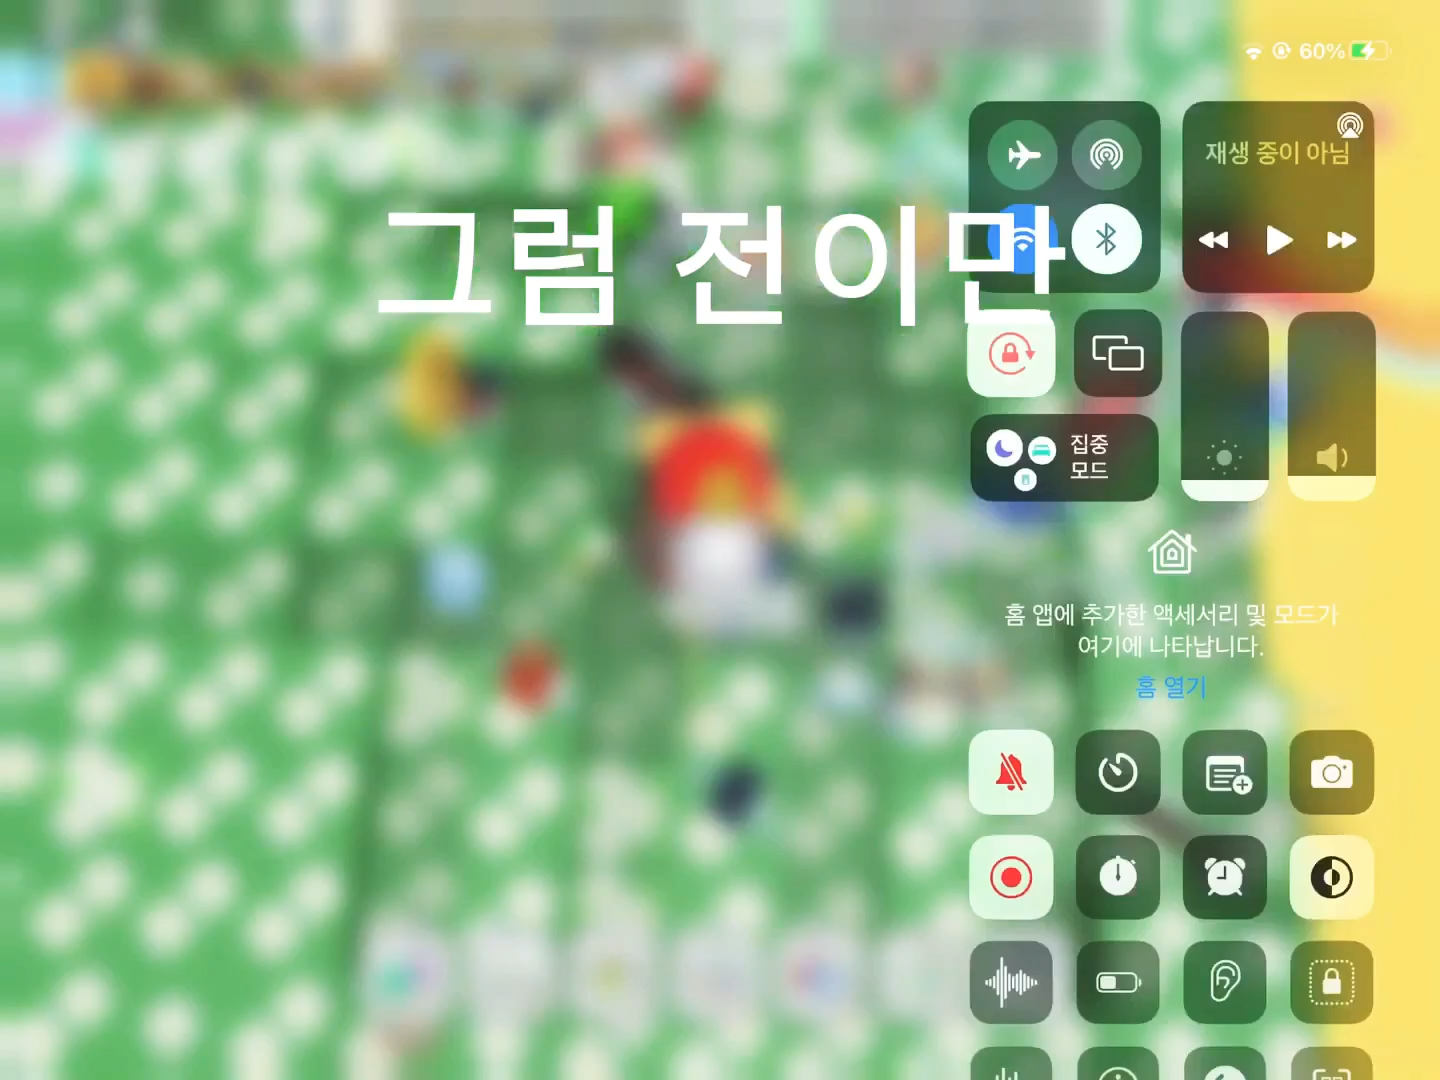 60%
재생 중이 아님
그럼 전이만
집중
모드
홈 앱에 추가한 액세서리 및 모드가
여기에 나타납니다.
홈 열기